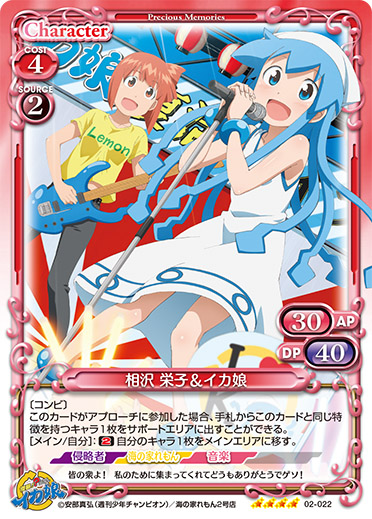 Precious Memories
Character
COST
4
SOURCE
2
Lemon
30 AP
DP 40
相沢 栄子＆イカ娘
［コンビ］
このカードがアプローチに参加した場合、手札からこのカードと同じ特
徴を持つキャラ1枚をサポートエリアに出すことができる。
［メイン/自分］：2 自分のキャラ1枚をメインエリアに移す。
侵略者 海の家れもん 音楽
皆の衆よ！ 私のために集まってくれてどうもありがとうでゲソ！
©安部真弘（週刊少年チャンピオン）／海の家れもん2号店
★★★★ 02-022